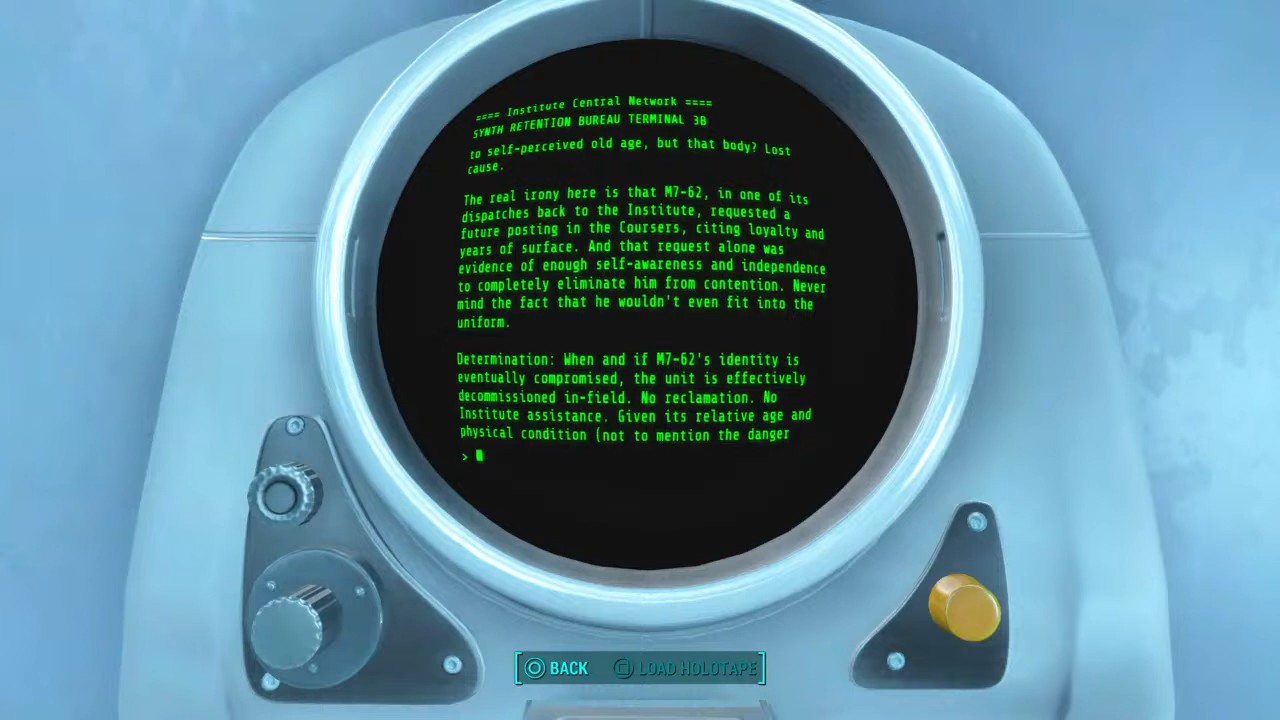 ==== Institute Central Network ====
SYNTH RETENTION BUREAU TERMINAL 3B
to self-perceived old age, but that body? Lost
cause.
The real irony here is that M7-62, in one of its
dispatches back to the Institute, requested a
future posting in the Coursers, citing loyalty and
years of surface. And that request alone was
evidence of enough self-awareness and independence
to completely eliminate him from contention. Never
mind the fact that he wouldn't even fit into the
uniform.
Determination: When and if M7-62's identity is
eventually compromised, the unit is effectively
decommissioned in-field. No reclamation. No
Institute assistance. Given its relative age and
physical condition (not to mention the danger
>
BACK LOAD HOLOTAPE